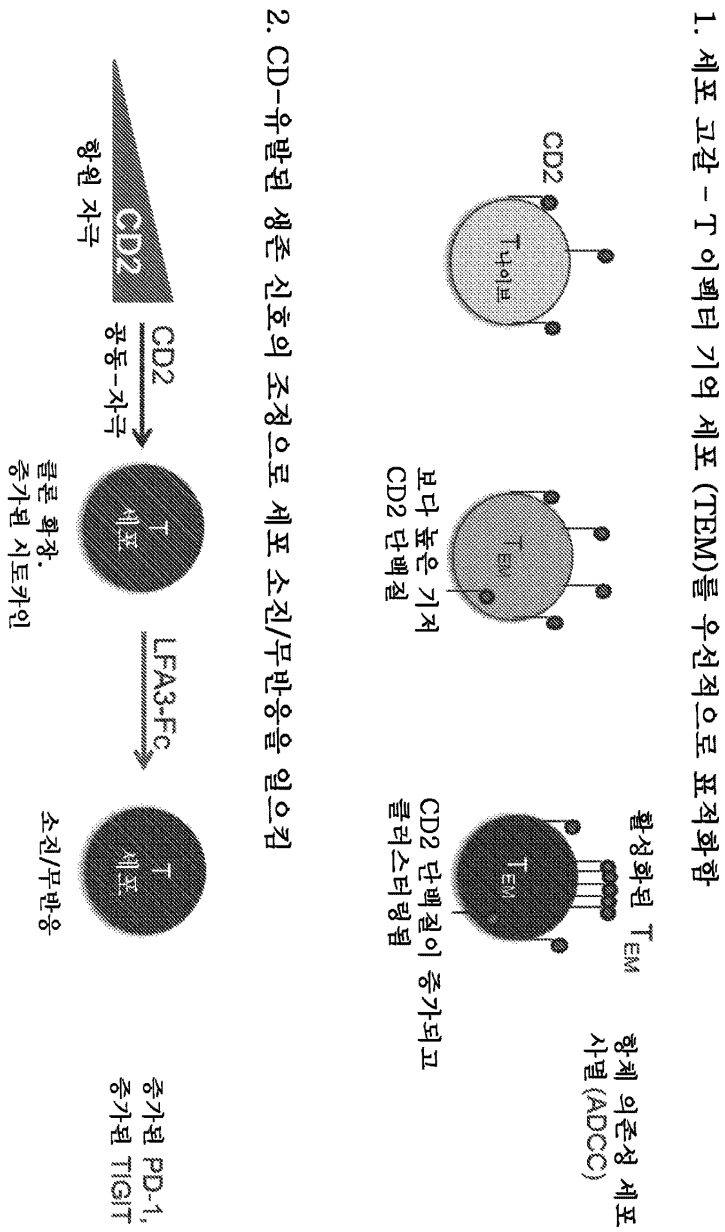 1. 세포 고갈 - T 이펙터 기억 세포 (TEM)를 우선적으로 표적화함
CD2
T나이브
TEM
보다 높은 기저
CD2 단백질
활성화된 TEM
TEM
CD2 단백질이 증가되고
클러스터링됨
항체 의존성 세포
사멸(ADCC)
2. CD-유발된 생존 신호의 조정으로 세포 소진/무반응을 일으킴
CD2
항원 자극
CD2
공동-자극
T
세포
클론 확장.
증가된 시토카인
LFA3-Fc
T
세포
소진/무반응
증가된 PD-1,
증가된 TIGIT